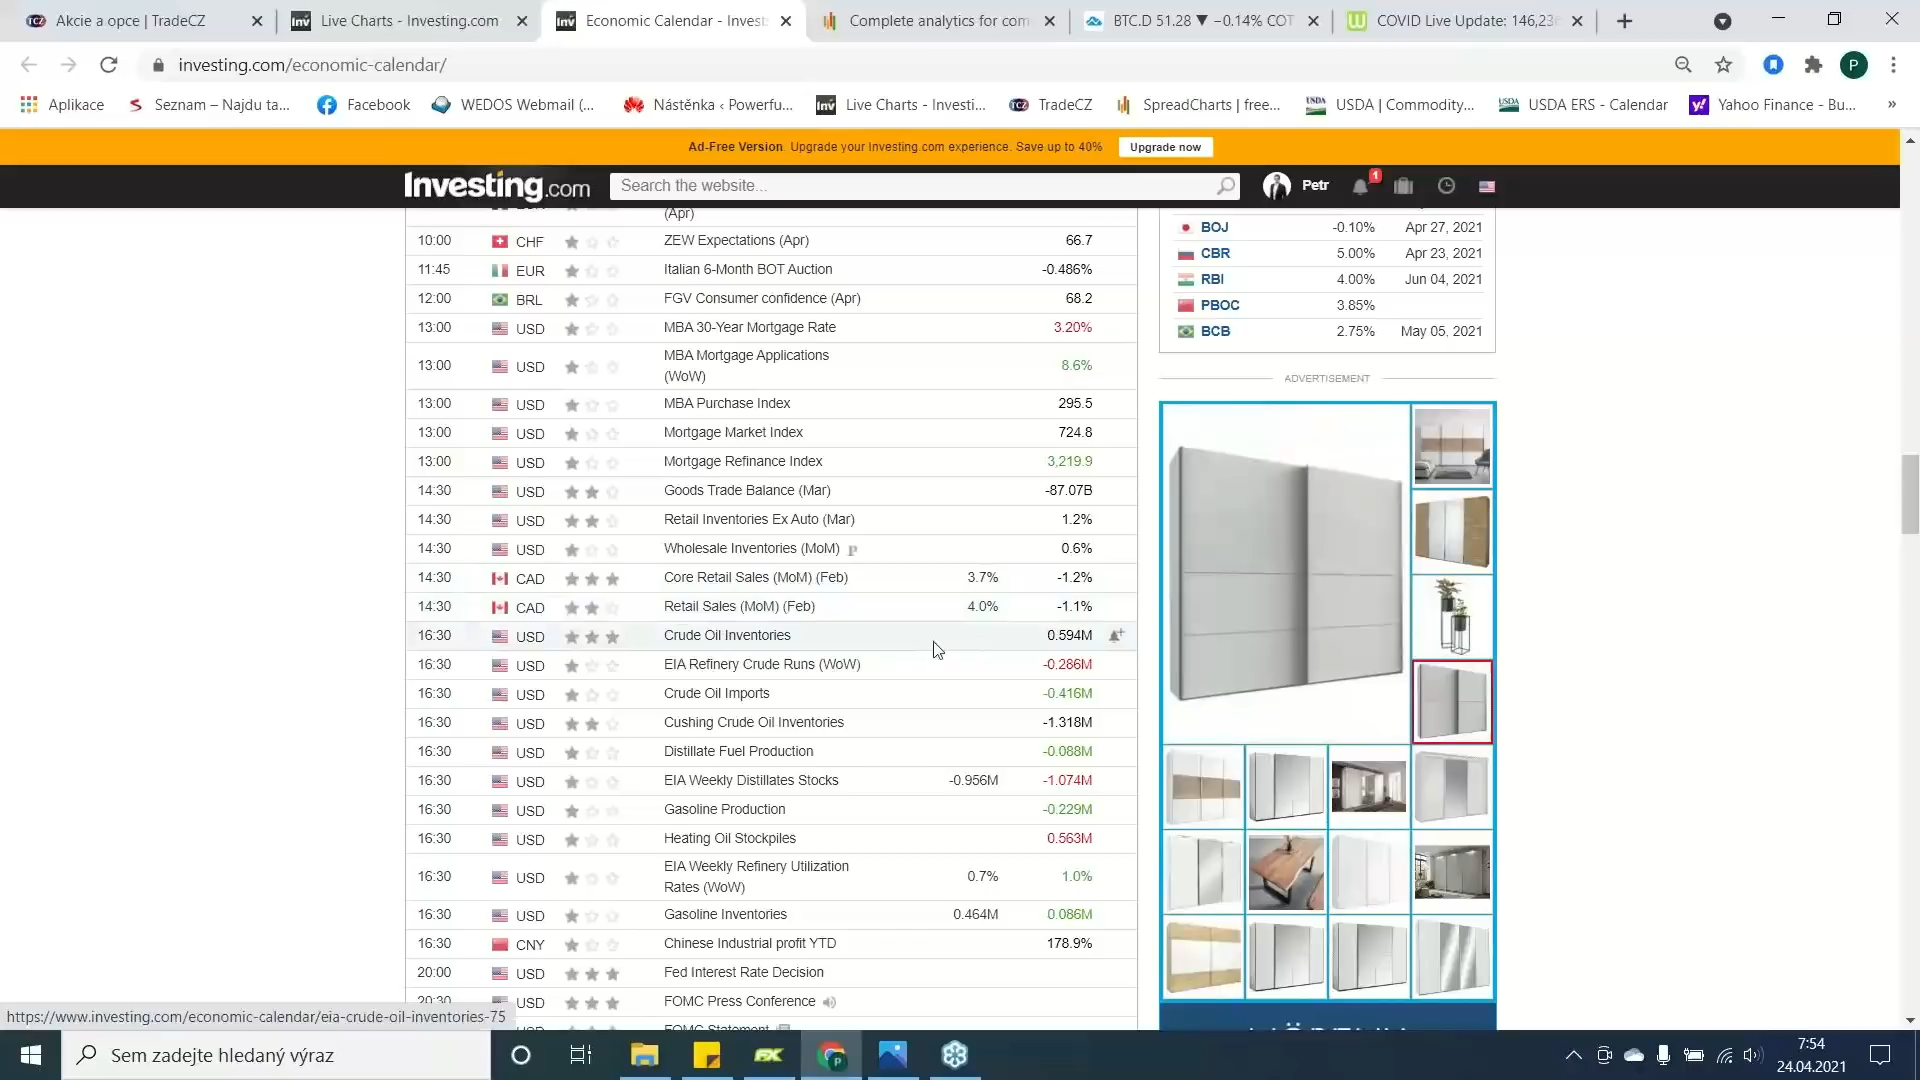 Akcie a opce | TradeCZ
Live Charts - Investing.com
Economic Calendar - Invest
Complete analytics for com
BTC.D 51.28 ▼ −0.14% COT
COVID Live Update: 146,23
investing.com/economic-calendar/
P
Aplikace
Seznam – Najdu ta...
Facebook
WEDOS Webmail (...
Nástěnka ‹ Powerfu...
Live Charts - Investi...
TradeCZ
SpreadCharts | free...
USDA | Commodity...
USDA ERS - Calendar
Yahoo Finance - Bu...
»
Ad-Free Version. Upgrade your Investing.com experience. Save up to 40%
Upgrade now
Investing.com
Search the website...
Petr
1
(Apr)
10:00 CHF ZEW Expectations (Apr) 66.7
11:45 EUR Italian 6-Month BOT Auction -0.486%
12:00 BRL FGV Consumer confidence (Apr) 68.2
13:00 USD MBA 30-Year Mortgage Rate 3.20%
13:00 USD MBA Mortgage Applications (WoW) 8.6%
13:00 USD MBA Purchase Index 295.5
13:00 USD Mortgage Market Index 724.8
13:00 USD Mortgage Refinance Index 3,219.9
14:30 USD Goods Trade Balance (Mar) -87.07B
14:30 USD Retail Inventories Ex Auto (Mar) 1.2%
14:30 USD Wholesale Inventories (MoM) P 0.6%
14:30 CAD Core Retail Sales (MoM) (Feb) 3.7% -1.2%
14:30 CAD Retail Sales (MoM) (Feb) 4.0% -1.1%
16:30 USD Crude Oil Inventories 0.594M
16:30 USD EIA Refinery Crude Runs (WoW) -0.286M
16:30 USD Crude Oil Imports -0.416M
16:30 USD Cushing Crude Oil Inventories -1.318M
16:30 USD Distillate Fuel Production -0.088M
16:30 USD EIA Weekly Distillates Stocks -0.956M -1.074M
16:30 USD Gasoline Production -0.229M
16:30 USD Heating Oil Stockpiles 0.563M
16:30 USD EIA Weekly Refinery Utilization Rates (WoW) 0.7% 1.0%
16:30 USD Gasoline Inventories 0.464M 0.086M
16:30 CNY Chinese Industrial profit YTD 178.9%
20:00 USD Fed Interest Rate Decision
20:30 USD FOMC Press Conference
USD FOMC Statement
BOJ -0.10% Apr 27, 2021
CBR 5.00% Apr 23, 2021
RBI 4.00% Jun 04, 2021
PBOC 3.85%
BCB 2.75% May 05, 2021
ADVERTISEMENT
https://www.investing.com/economic-calendar/eia-crude-oil-inventories-75
Sem zadejte hledaný výraz
FX
7:54
24.04.2021